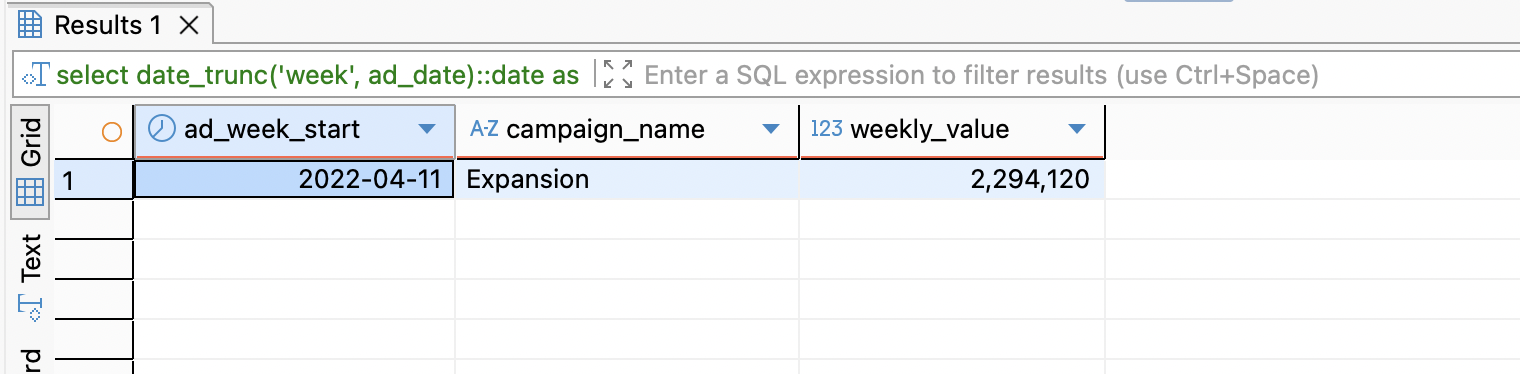 Results 1
select date_trunc('week', ad_date)::date as
Enter a SQL expression to filter results (use Ctrl+Space)
Grid
ad_week_start
A-Z campaign_name
123 weekly_value
1
2022-04-11
Expansion
2,294,120
Text
rd